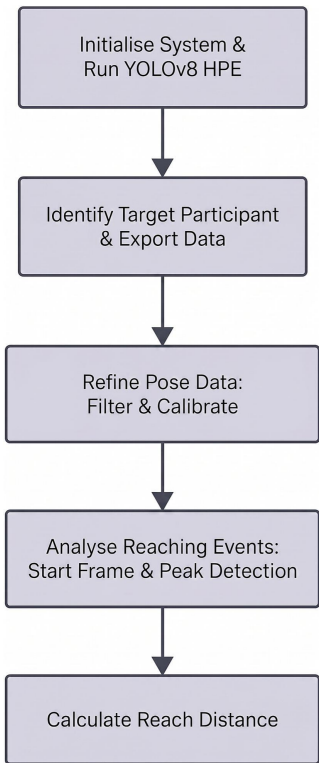 Initialise System &
Run YOLOv8 HPE
Identify Target Participant
& Export Data
Refine Pose Data:
Filter & Calibrate
Analyse Reaching Events:
Start Frame & Peak Detection
Calculate Reach Distance